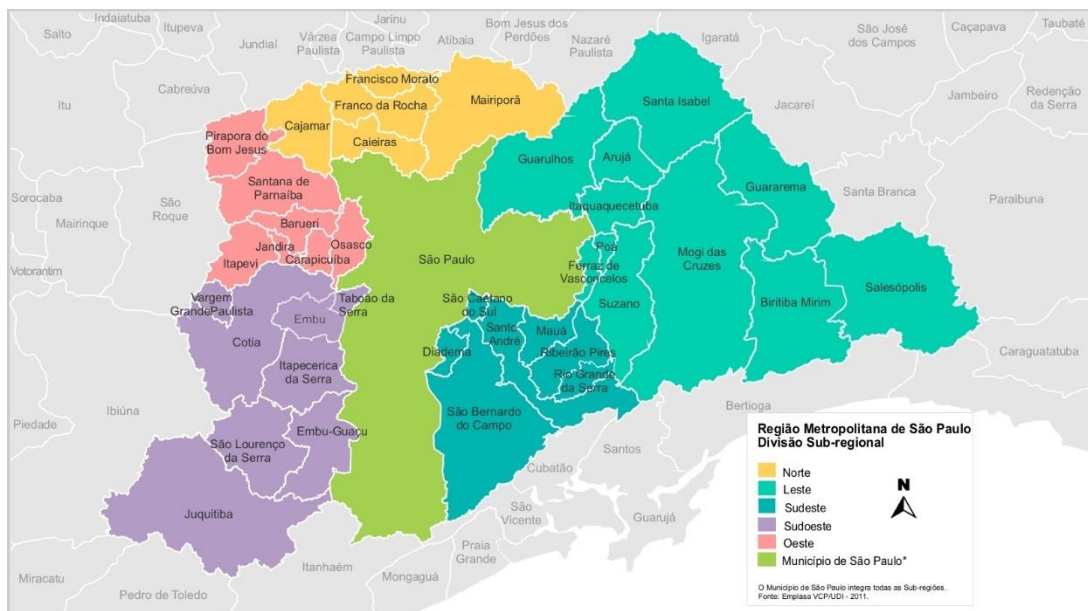 Indaiatuba
Salto
Itupeva
Jundiaí
Várzea
Paulista
Jarinu
Campo Limpo
Paulista
Atibaia
Bom Jesus dos
Perdões
Nazaré
Paulista
Igaratá
São José
dos Campos
Caçapava
Taubaté
Itu
Cabreúva
Francisco Morato
Franco da Rocha
Mairiporã
Santa Isabel
Jacareí
Jambeiro
Redenção
da Serra
Cajamar
Caieiras
Pirapora do
Bom Jesus
Guarulhos
Arujá
Guararema
Santa Branca
Paraibuna
Santana de
Parnaíba
Itaquaquecetuba
Sorocaba
Mairinque
São
Roque
Barueri
Jandira
Osasco
Itapevi
Carapicuíba
São Paulo
Poá
Ferraz de
Vasconcelos
Mogi das
Cruzes
Votorantim
Salesópolis
Biritiba Mirim
Suzano
Vargem
GrandePaulista
Taboão da
Serra
Embu
São Caetano
do Sul
Santo
André
Mauá
Cotia
Diadema
Ribeirão Pires
Itapecerica
da Serra
Rio Grande
da Serra
Caraguatatuba
Ibiúna
Piedade
São Bernardo
do Campo
Bertioga
Embu-Guaçu
São Lourenço
da Serra
Santos
Cubatão
Juquitiba
São
Vicente
Guarujá
Praia
Grande
Itanhaém
Mongaguá
Miracatu
Pedro de Toledo
Região Metropolitana de São Paulo
Divisão Sub-regional
Norte
Leste
Sudeste
Sudoeste
Oeste
Município de São Paulo*
N
O Município de São Paulo integra todas as Sub-regiões.
Fonte: Emplasa VCP/UDI - 2011.